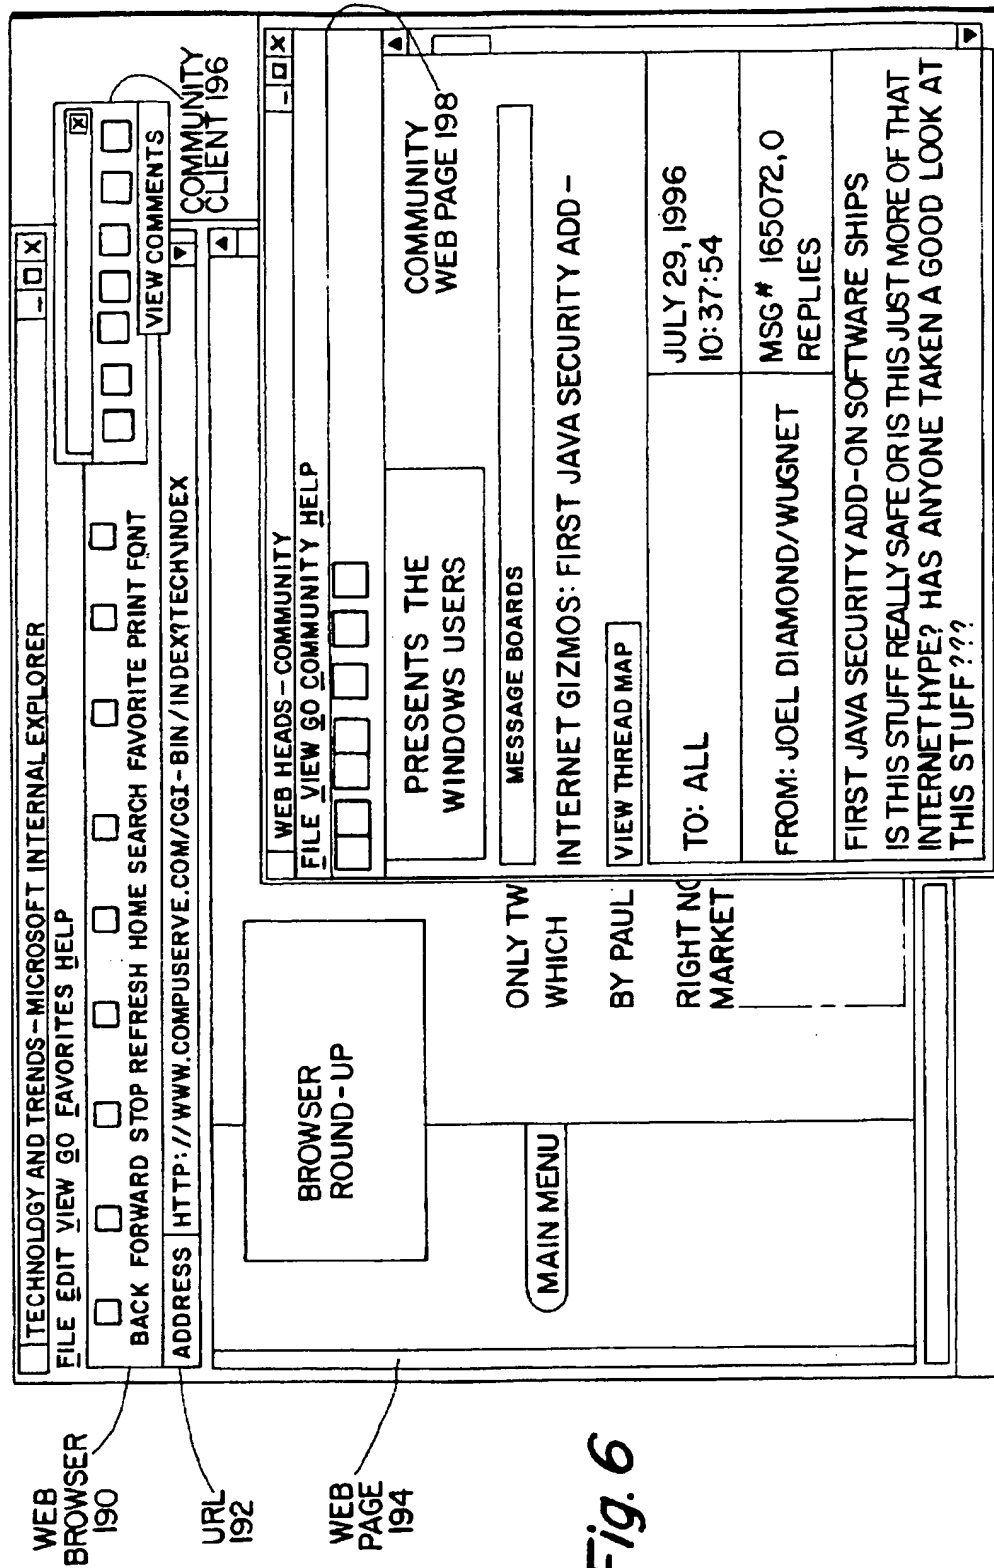 WEB
BROWSER
190
URL
192
WEB
PAGE
194
TECHNOLOGY AND TRENDS-MICROSOFT INTERNAL EXPLORER
FILE EDIT VIEW GO FAVORITES HELP
BACK FORWARD STOP REFRESH HOME SEARCH FAVORITE PRINT FONT
ADDRESS HTTP://WWW.COMPUSERVE.COM/CGI-BIN/INDEX?TECH\INDEX
VIEW COMMENTS
COMMUNITY
CLIENT 196
BROWSER
ROUND-UP
MAIN MENU
ONLY TW
WHICH
BY PAUL
RIGHT NO
MARKET
WEB HEADS-COMMUNITY
FILE VIEW GO COMMUNITY HELP
PRESENTS THE
WINDOWS USERS
COMMUNITY
WEB PAGE 198
MESSAGE BOARDS
INTERNET GIZMOS: FIRST JAVA SECURITY ADD-
VIEW THREAD MAP
TO: ALL
JULY 29, 1996
10:37:54
FROM: JOEL DIAMOND/WUGNET
MSG# 165072,0
REPLIES
FIRST JAVA SECURITY ADD-ON SOFTWARE SHIPS
IS THIS STUFF REALLY SAFE OR IS THIS JUST MORE OF THAT
INTERNET HYPE? HAS ANYONE TAKEN A GOOD LOOK AT
THIS STUFF???
Fig. 6